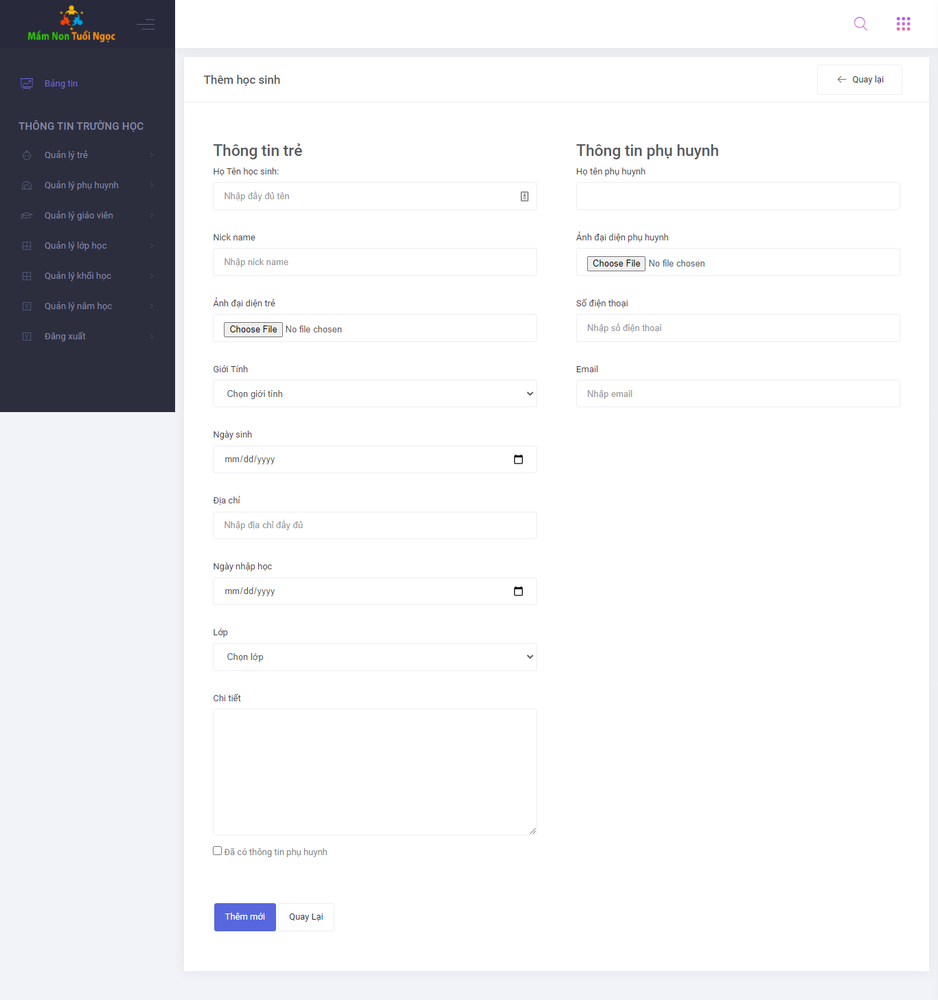 Mầm Non Tuổi Ngọc
Bảng tin
THÔNG TIN TRƯỜNG HỌC
Quản lý trẻ
Quản lý phụ huynh
Quản lý giáo viên
Quản lý lớp học
Quản lý khối học
Quản lý năm học
Đăng xuất
Thêm học sinh
Quay lại
Thông tin trẻ
Họ Tên học sinh:
Nhập đầy đủ tên
Nick name
Nhập nick name
Ảnh đại diện trẻ
Choose File No file chosen
Giới Tính
Chọn giới tính
Ngày sinh
mm/dd/yyyy
Địa chỉ
Nhập địa chỉ đầy đủ
Ngày nhập học
mm/dd/yyyy
Lớp
Chọn lớp
Chi tiết
Đã có thông tin phụ huynh
Thông tin phụ huynh
Họ tên phụ huynh
Ảnh đại diện phụ huynh
Choose File No file chosen
Số điện thoại
Nhập số điện thoại
Email
Nhập email
Thêm mới
Quay Lại